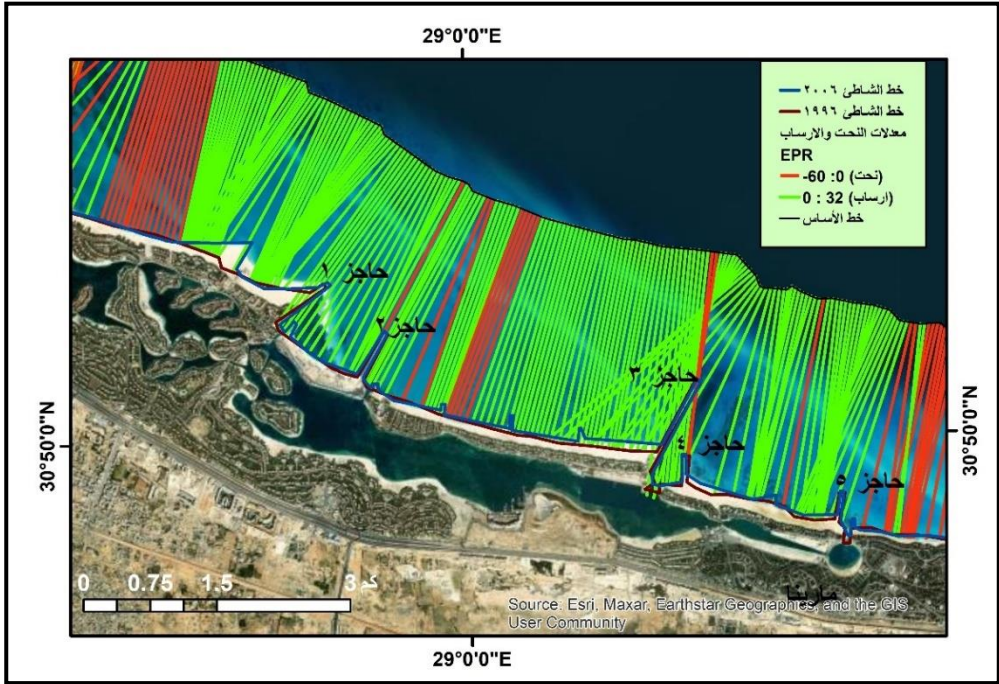 29°0'0"E
خط الشاطئ ٢٠٠٦
خط الشاطئ ١٩٩٦
معدلات النحت والارساب
EPR
-60: 0 (نحت)
0 : 32 (ارساب)
خط الأساس
حاجز ١
حاجز ٢
حاجز ٣
حاجز ٤
حاجز ٥
30°50'0"N
30°50'0"N
0 0.75 1.5 3 كم
مارينا
Source: Esri, Maxar, Earthstar Geographics, and the GIS
User Community
29°0'0"E